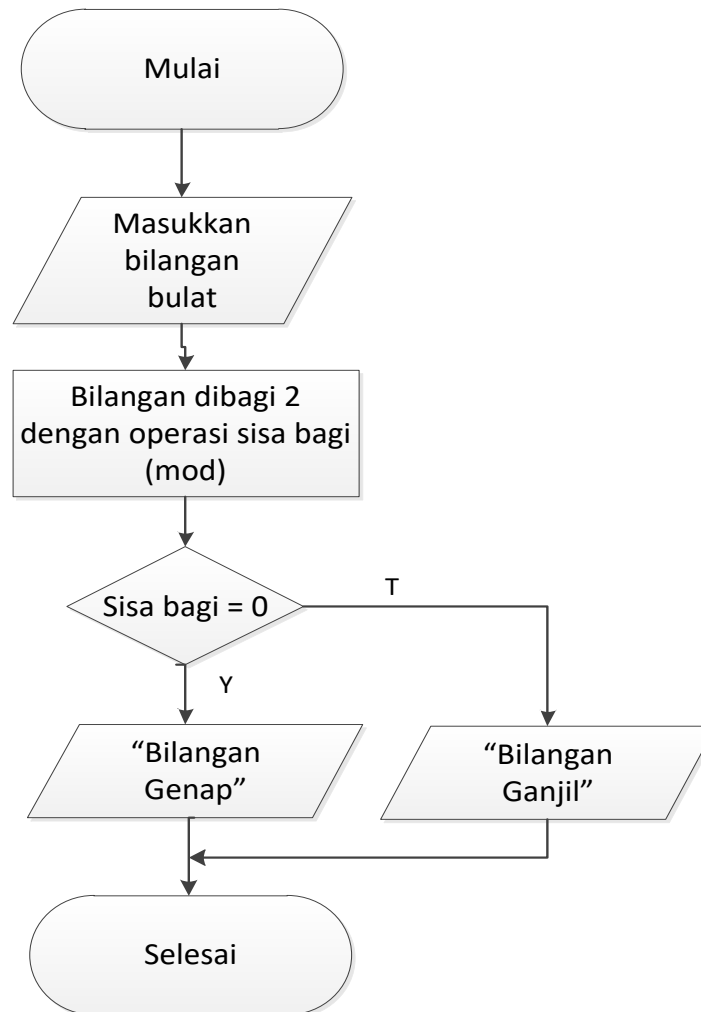 Mulai
Masukkan
bilangan
bulat
Bilangan dibagi 2
dengan operasi sisa bagi
(mod)
Sisa bagi = 0
T
Y
“Bilangan
Genap”
“Bilangan
Ganjil”
Selesai